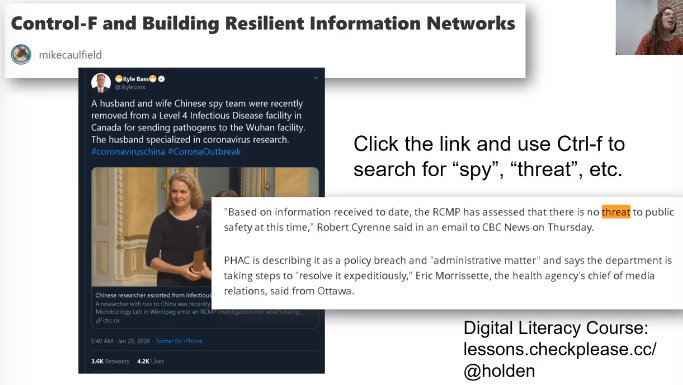 Control-F and Building Resilient Information Networks
mikecaulfield
Kyle Bass
@Jkylebass
A husband and wife Chinese spy team were recently
removed from a Level 4 Infectious Disease facility in
Canada for sending pathogens to the Wuhan facility.
The husband specialized in coronavirus research.
#coronaviruschina #CoronaOutbreak
Chinese researcher escorted from infectious
A researcher with ties to China was recently
Microbiology Lab in Winnipeg amid an RCMP investigation into what's being...
cbc.ca
5:40 AM · Jan 25, 2020 · Twitter for iPhone
3.6K Retweets 4.2K Likes
Click the link and use Ctrl-f to
search for “spy”, “threat”, etc.
"Based on information received to date, the RCMP has assessed that there is no threat to public
safety at this time," Robert Cyrenne said in an email to CBC News on Thursday.
PHAC is describing it as a policy breach and "administrative matter" and says the department is
taking steps to "resolve it expeditiously," Eric Morrissette, the health agency's chief of media
relations, said from Ottawa.
Digital Literacy Course:
lessons.checkplease.cc/
@holden